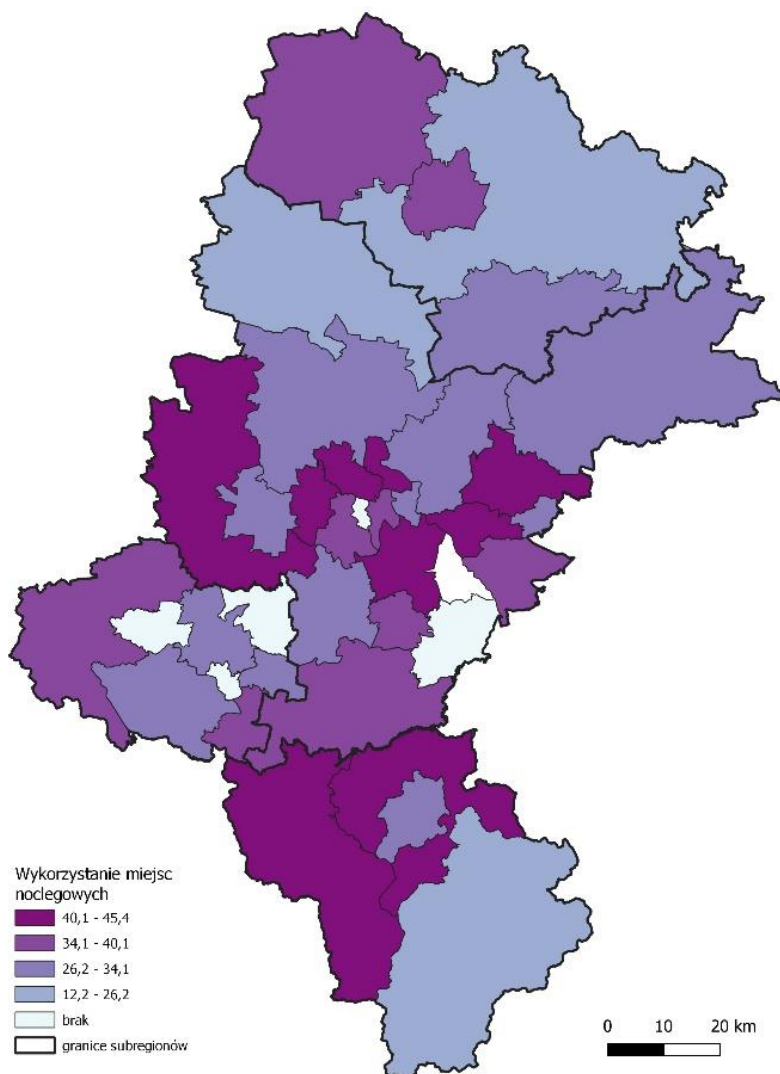 Wykorzystanie miejsc
noclegowych
40,1 - 45,4
34,1 - 40,1
26,2 - 34,1
12,2 - 26,2
brak
granice subregionów
0 10 20 km